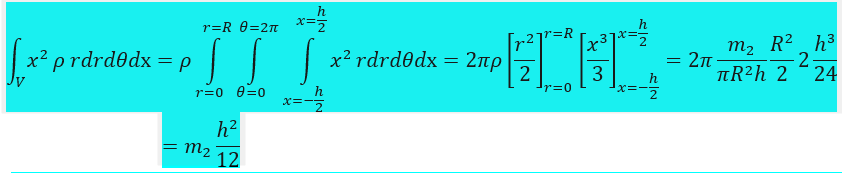 ∫_V x² ρ rdrdθdx = ρ ∫_{r=0}^{r=R} ∫_{θ=0}^{θ=2π} ∫_{x=-h/2}^{x=h/2} x² rdrdθdx = 2πρ [r²/2]_{r=0}^{r=R} [x³/3]_{x=-h/2}^{x=h/2} = 2π m₂/(πR²h) R²/2 2 h³/24
= m₂ h²/12